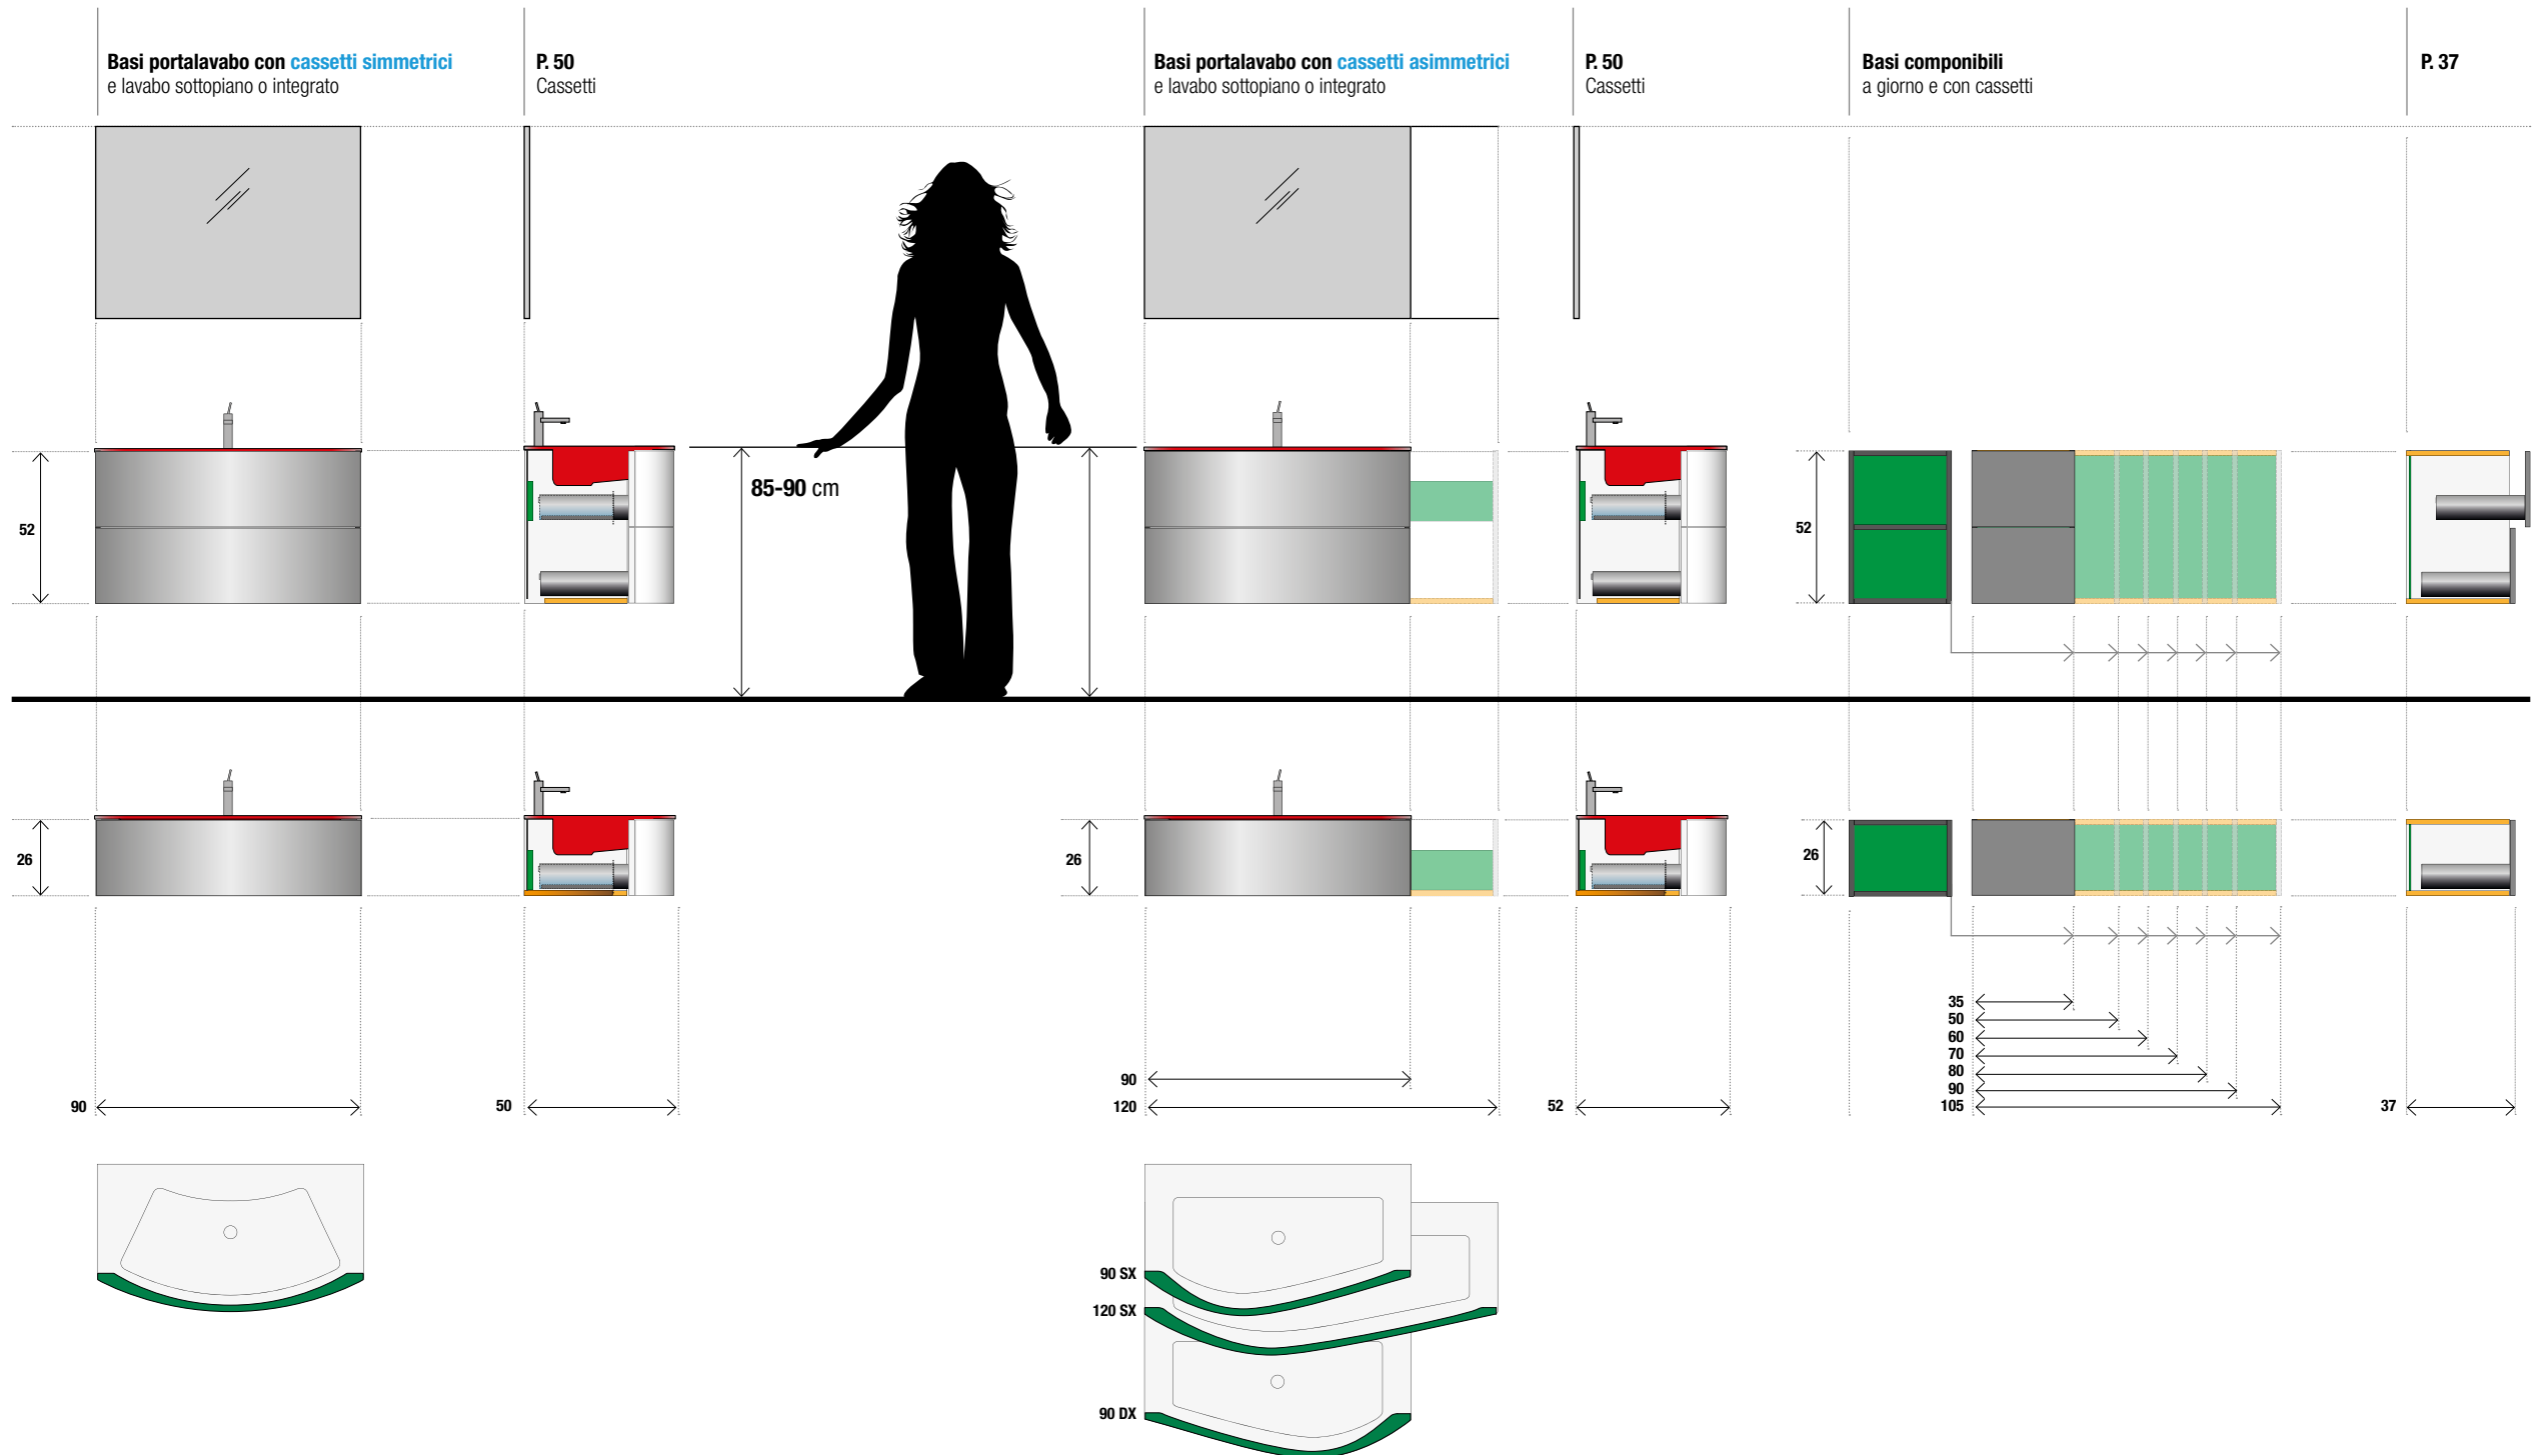 Basi portalavabo con cassetti simmetrici
e lavabo sottopiano o integrato
P. 50
Cassetti
Basi portalavabo con cassetti asimmetrici
e lavabo sottopiano o integrato
P. 50
Cassetti
Basi componibili
a giorno e con cassetti
P. 37
85-90 cm
52
52
26
26
26
35
50
60
70
80
90
105
90
120
90
50
52
37
90 SX
120 SX
90 DX